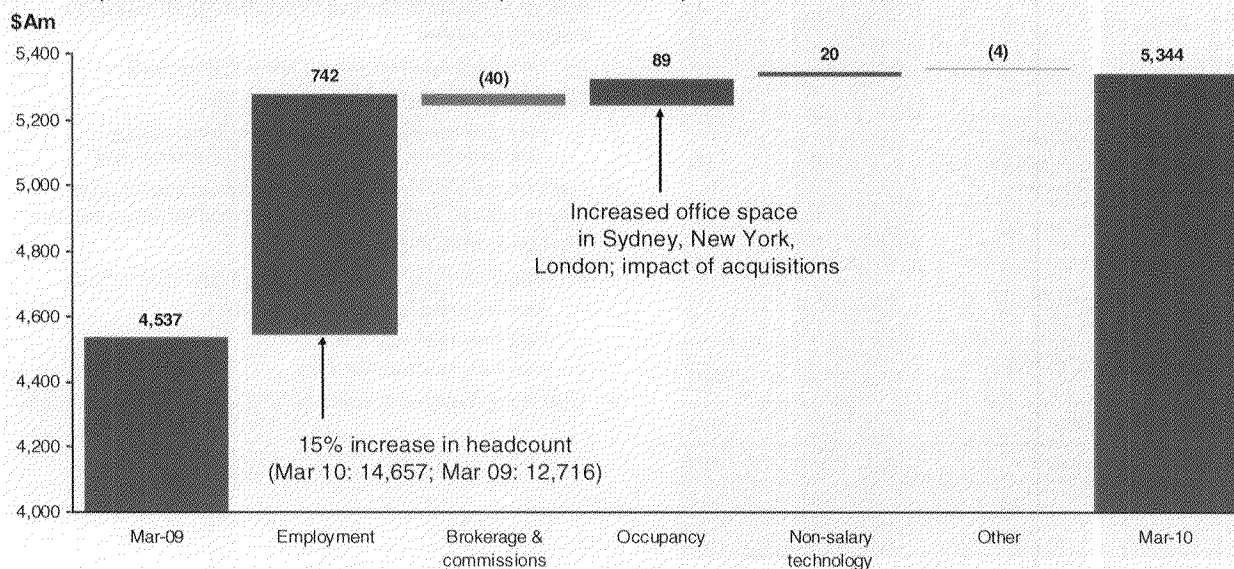 $Am
5,400
5,200
5,000
4,800
4,600
4,400
4,200
4,000
4,537
742
(40)
89
20
(4)
5,344
Increased office space
in Sydney, New York,
London; impact of acquisitions
15% increase in headcount
(Mar 10: 14,657; Mar 09: 12,716)
Mar-09
Employment
Brokerage &
commissions
Occupancy
Non-salary
technology
Other
Mar-10